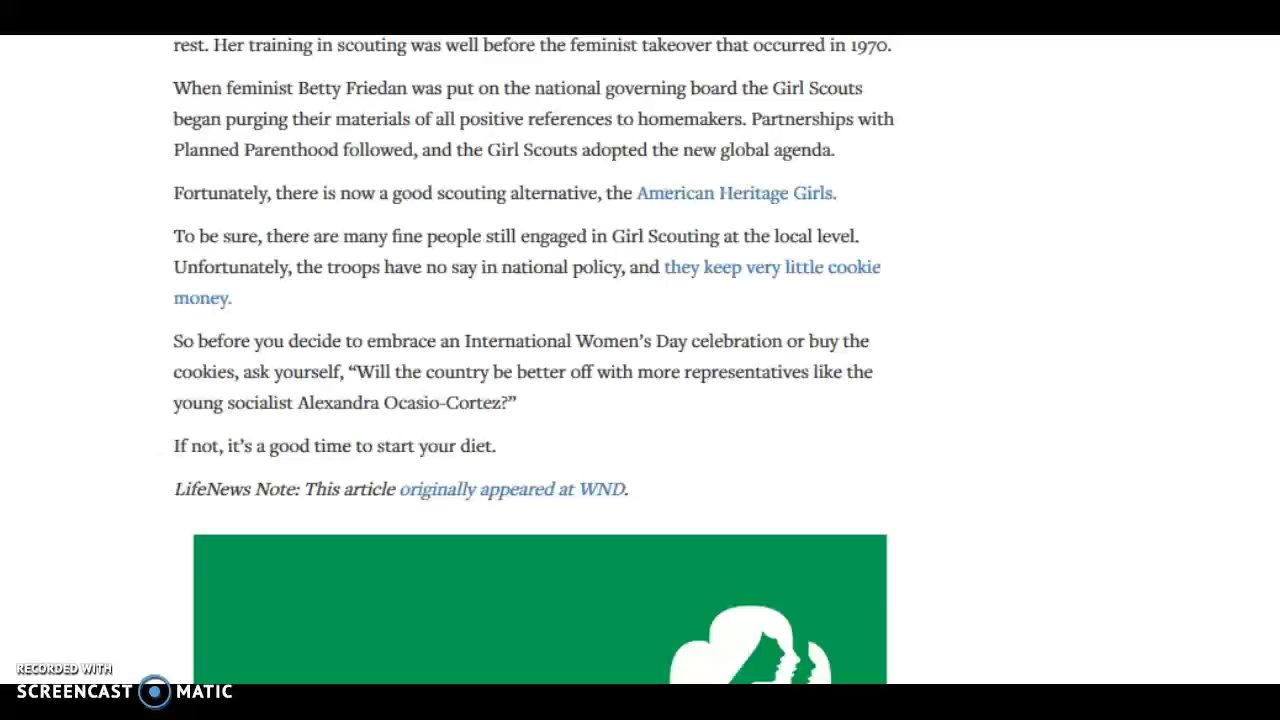 rest. Her training in scouting was well before the feminist takeover that occurred in 1970.
When feminist Betty Friedan was put on the national governing board the Girl Scouts
began purging their materials of all positive references to homemakers. Partnerships with
Planned Parenthood followed, and the Girl Scouts adopted the new global agenda.
Fortunately, there is now a good scouting alternative, the American Heritage Girls.
To be sure, there are many fine people still engaged in Girl Scouting at the local level.
Unfortunately, the troops have no say in national policy, and they keep very little cookie
money.
So before you decide to embrace an International Women’s Day celebration or buy the
cookies, ask yourself, “Will the country be better off with more representatives like the
young socialist Alexandra Ocasio-Cortez?”
If not, it’s a good time to start your diet.
LifeNews Note: This article originally appeared at WND.
RECORDED WITH
SCREENCAST MATIC